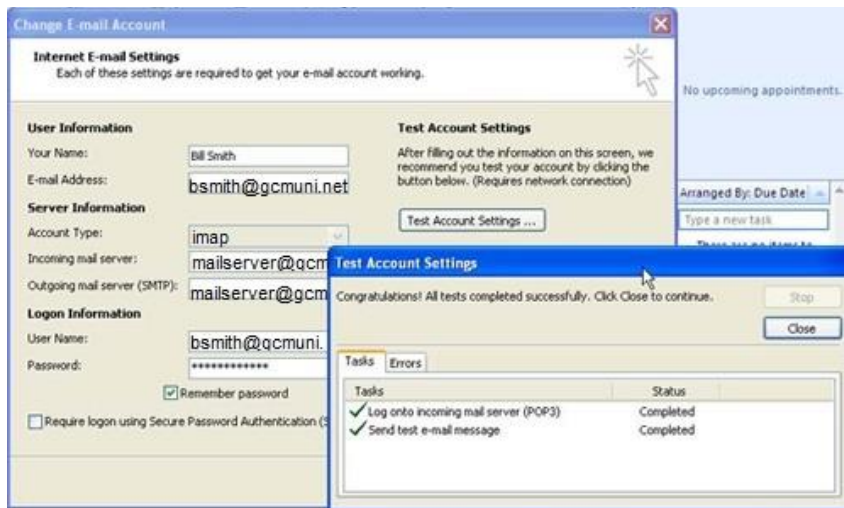 Change E-mail Account
Internet E-mail Settings
Each of these settings are required to get your e-mail account working.
No upcoming appointments.
User Information
Your Name:
Bill Smith
E-mail Address:
bsmith@gcmuni.net
Server Information
Account Type:
imap
Incoming mail server:
mailserver@gcm
Outgoing mail server (SMTP):
mailserver@gcm
Logon Information
User Name:
bsmith@gcmuni.
Password:
************
Remember password
Require logon using Secure Password Authentication (S
Test Account Settings
After filling out the information on this screen, we
recommend you test your account by clicking the
button below. (Requires network connection)
Test Account Settings ...
Arranged By: Due Date
Type a new task
There are no items to
Test Account Settings
Congratulations! All tests completed successfully. Click Close to continue.
Stop
Close
Tasks Errors
Tasks Status
Log onto incoming mail server (POP3) Completed
Send test e-mail message Completed